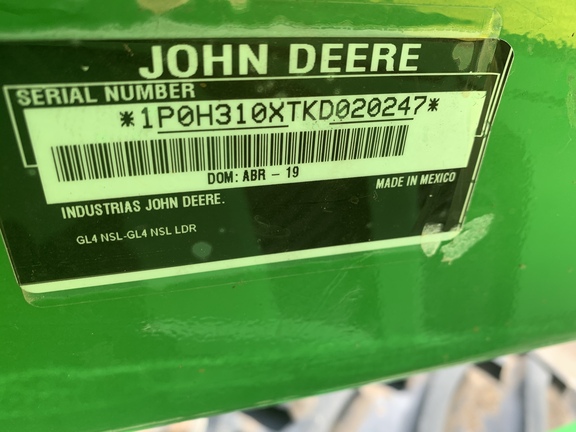 JOHN DEERE
SERIAL NUMBER
*1P0H310XTKD020247*
DOM: ABR - 19
MADE IN MEXICO
INDUSTRIAS JOHN DEERE.
GL4 NSL-GL4 NSL LDR